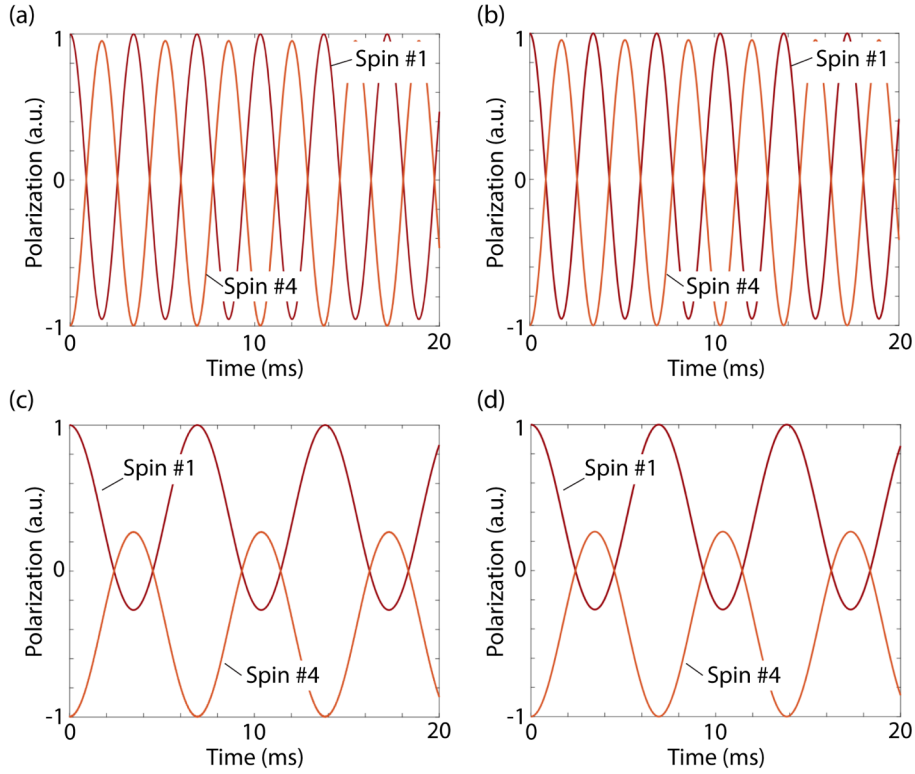 (a)
Polarization (a.u.)
1
0
-1
Spin #1
Spin #4
0
10
20
Time (ms)
(b)
Polarization (a.u.)
1
0
-1
Spin #1
Spin #4
0
10
20
Time (ms)
(c)
Polarization (a.u.)
1
0
-1
Spin #1
Spin #4
0
10
20
Time (ms)
(d)
Polarization (a.u.)
1
0
-1
Spin #1
Spin #4
0
10
20
Time (ms)